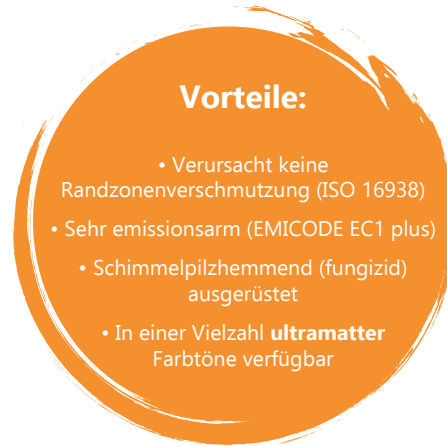 Vorteile:
• Verursacht keine
Randzonenverschmutzung (ISO 16938)
• Sehr emissionsarm (EMICODE EC1 plus)
• Schimmelpilzhemmend (fungizid)
ausgerüstet
• In einer Vielzahl ultramatter
Farbtöne verfügbar